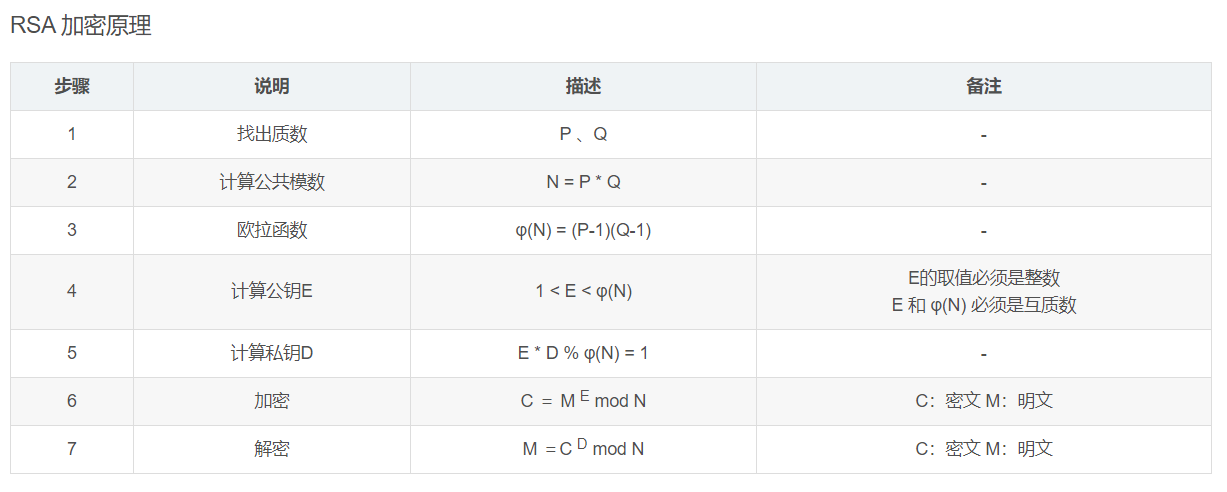 RSA 加密原理
步骤 说明 描述 备注
1 找出质数 P 、Q -
2 计算公共模数 N = P * Q -
3 欧拉函数 φ(N) = (P-1)(Q-1) -
4 计算公钥E 1 < E < φ(N) E的取值必须是整数
E 和 φ(N) 必须是互质数
5 计算私钥D E * D % φ(N) = 1 -
6 加密 C ＝ M E mod N C：密文 M：明文
7 解密 M ＝C D mod N C：密文 M：明文